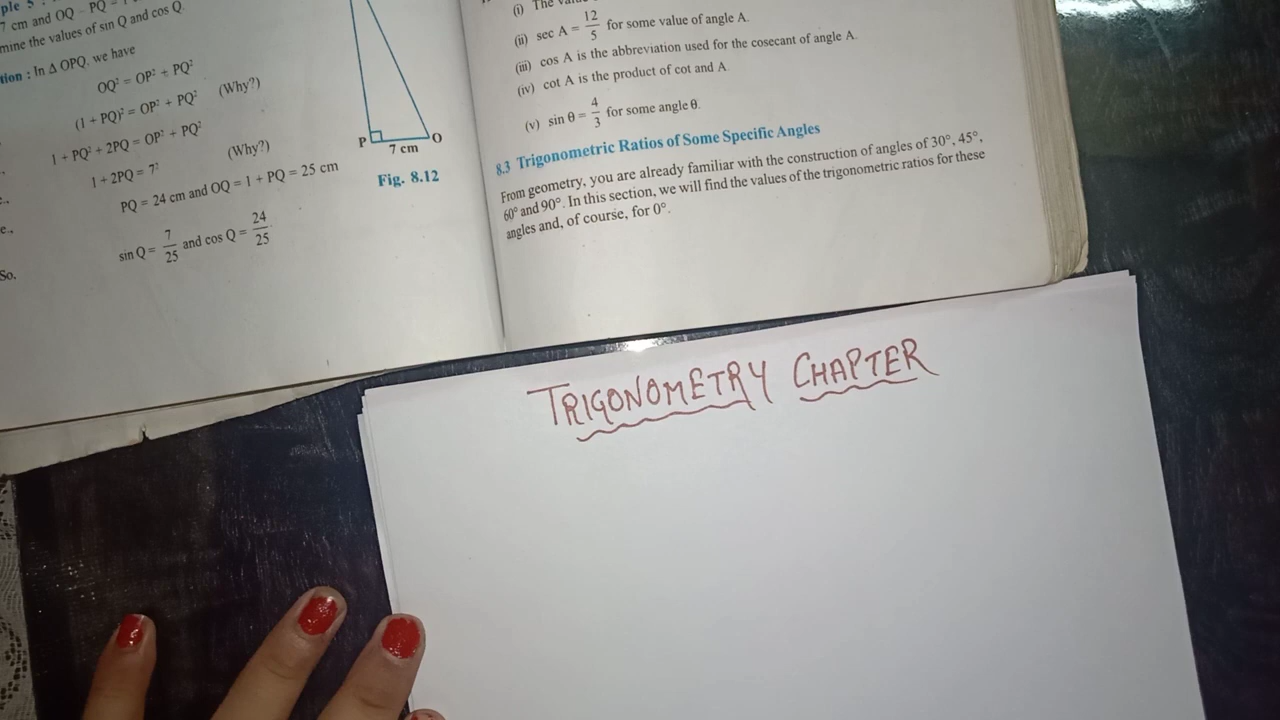 7 cm and OQ – PQ =
mine the values of sin Q and cos Q.
tion : In Δ OPQ, we have
OQ² = OP² + PQ²
(1 + PQ)² = OP² + PQ² (Why?)
1 + PQ² + 2PQ = OP² + PQ²
1 + 2PQ = 7² (Why?)
PQ = 24 cm and OQ = 1 + PQ = 25 cm
So,
sin Q = 7/25 and cos Q = 24/25
P
7 cm
O
Fig. 8.12
(i) The
(ii) sec A = 12/5 for some value of angle A.
(iii) cos A is the abbreviation used for the cosecant of angle A.
(iv) cot A is the product of cot and A.
(v) sin θ = 4/3 for some angle θ.
8.3 Trigonometric Ratios of Some Specific Angles
From geometry, you are already familiar with the construction of angles of 30°, 45°,
60° and 90°. In this section, we will find the values of the trigonometric ratios for these
angles and, of course, for 0°.
TRIGONOMETRY CHAPTER